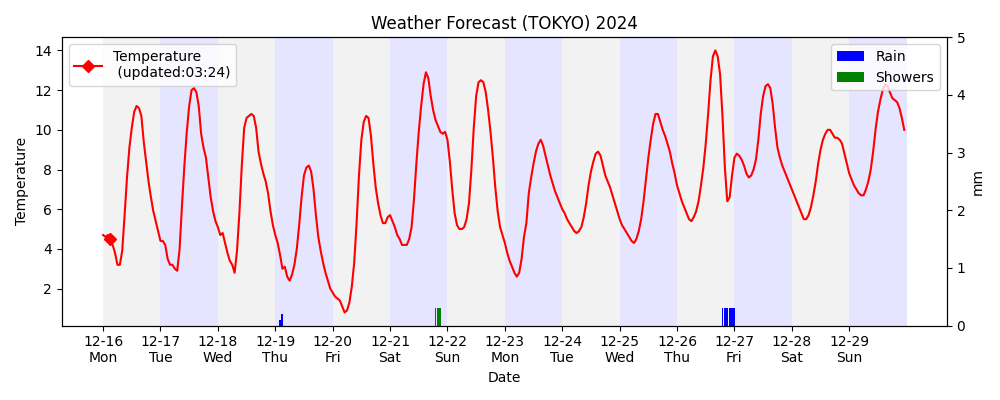 Weather Forecast (TOKYO) 2024
Temperature
(updated:03:24)
Rain
Showers
Temperature
14
12
10
8
6
4
2
5
4
3
2
1
0
mm
12-16 12-17 12-18 12-19 12-20 12-21 12-22 12-23 12-24 12-25 12-26 12-27 12-28 12-29
Mon Tue Wed Thu Fri Sat Sun Mon Tue Wed Thu Fri Sat Sun
Date